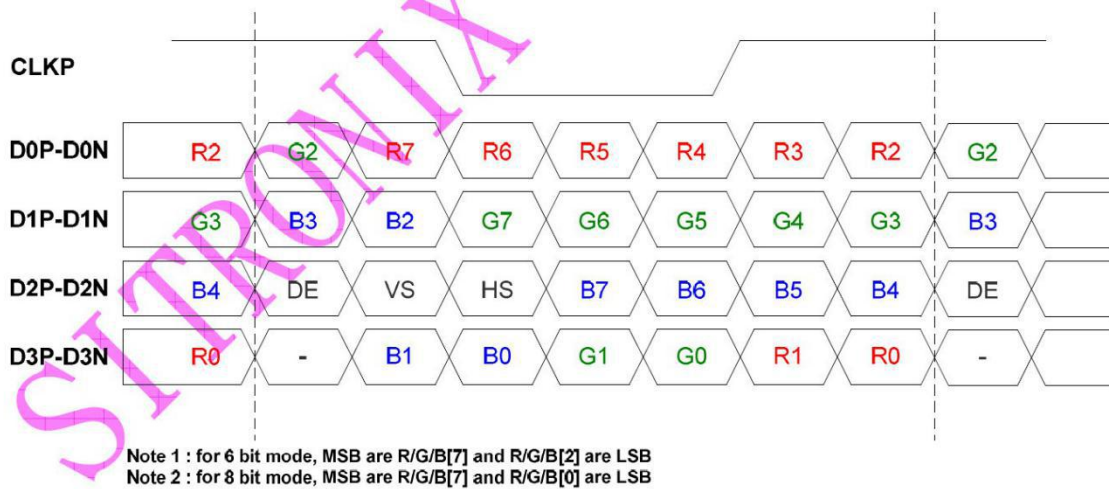 CLKP
D0P-D0N R2 G2 R7 R6 R5 R4 R3 R2 G2
D1P-D1N G3 B3 B2 G7 G6 G5 G4 G3 B3
D2P-D2N B4 DE VS HS B7 B6 B5 B4 DE
D3P-D3N R0 - B1 B0 G1 G0 R1 R0 -
SITRONIX
Note 1 : for 6 bit mode, MSB are R/G/B[7] and R/G/B[2] are LSB
Note 2 : for 8 bit mode, MSB are R/G/B[7] and R/G/B[0] are LSB